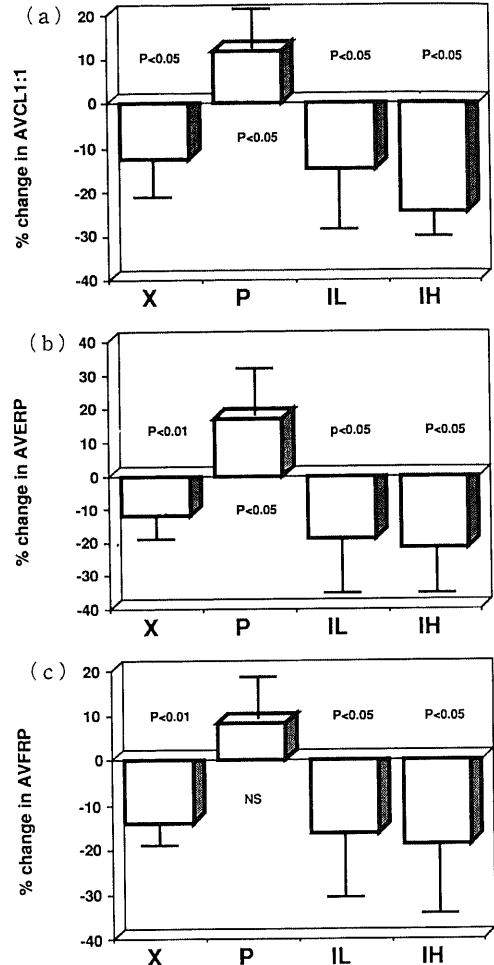 (a)
% change in AVCL1:1
20
10
0
-10
-20
-30
-40
P<0.05
P<0.05
P<0.05
P<0.05
X P IL IH
(b)
% change in AVERP
40
30
20
10
0
-10
-20
-30
-40
P<0.01
p<0.05
P<0.05
P<0.05
X P IL IH
(c)
% change in AVFRP
20
10
0
-10
-20
-30
-40
P<0.01
P<0.05
P<0.05
NS
X P IL IH